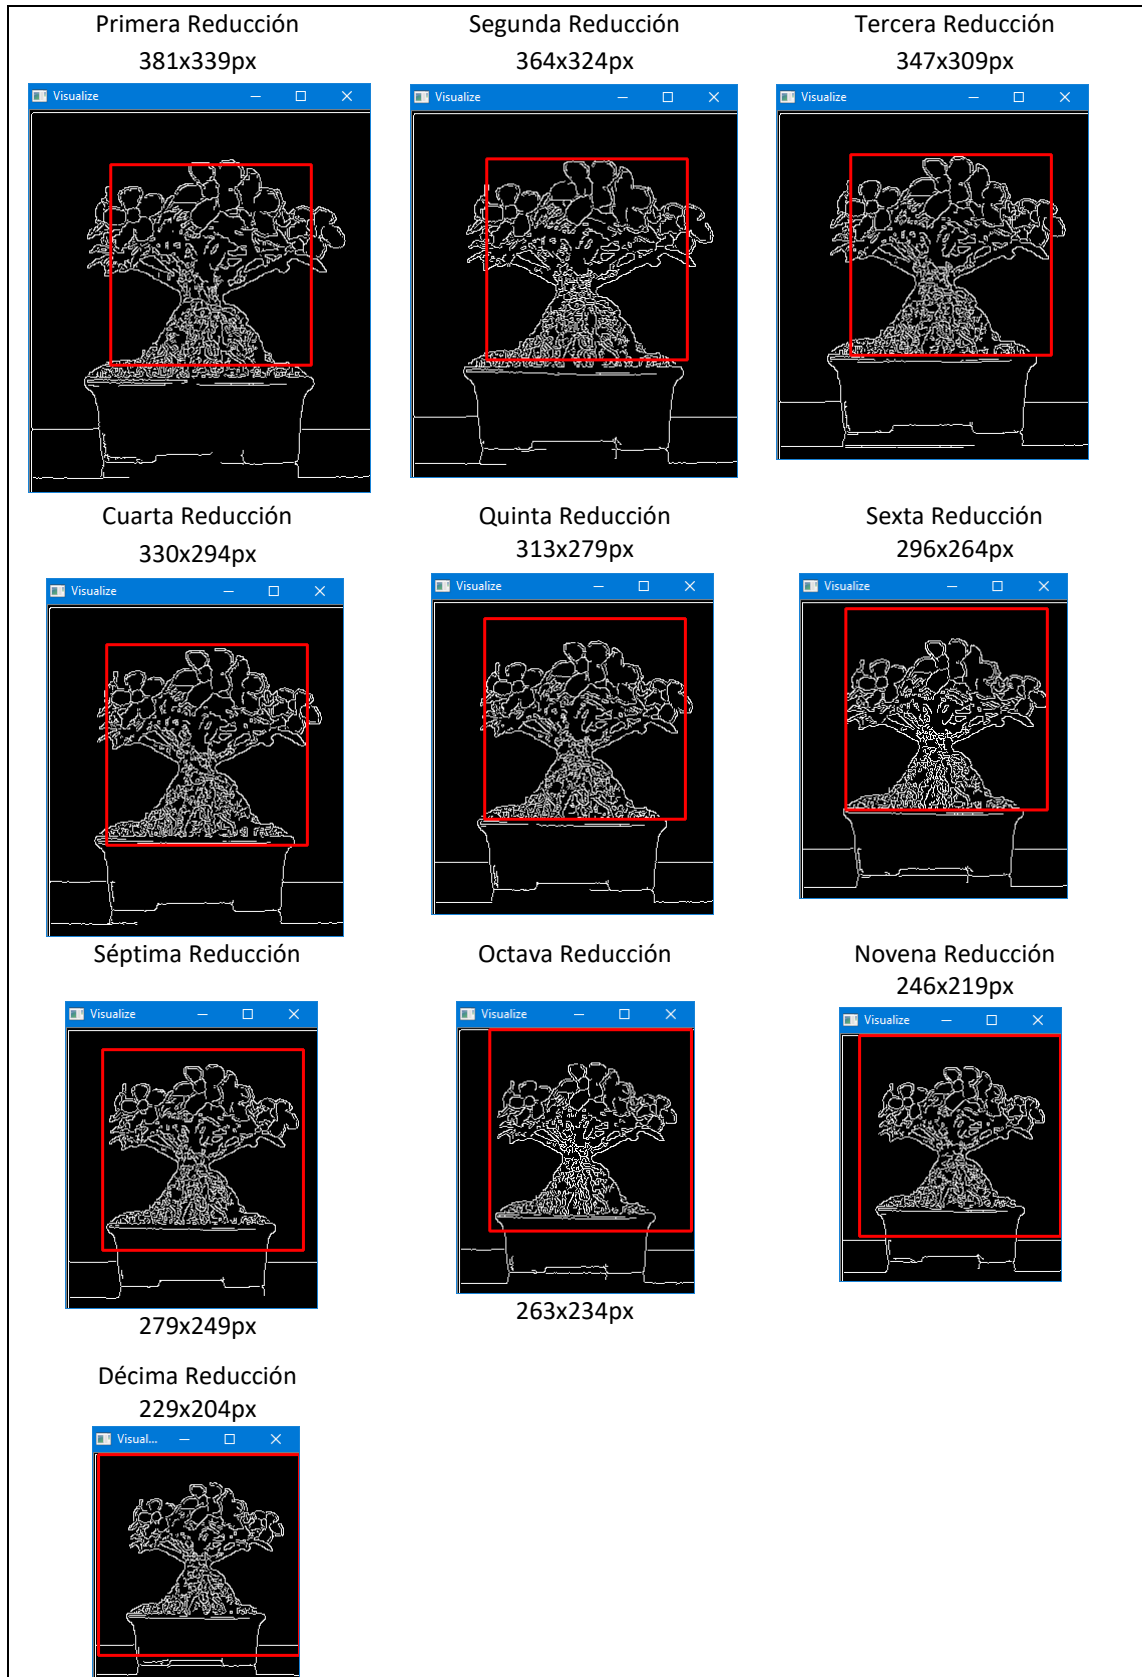 Primera Reducción
381x339px
Visualize
Segunda Reducción
364x324px
Visualize
Tercera Reducción
347x309px
Visualize
Cuarta Reducción
330x294px
Visualize
Quinta Reducción
313x279px
Visualize
Sexta Reducción
296x264px
Visualize
Séptima Reducción
Visualize
279x249px
Octava Reducción
Visualize
263x234px
Novena Reducción
246x219px
Visualize
Décima Reducción
229x204px
Visual...